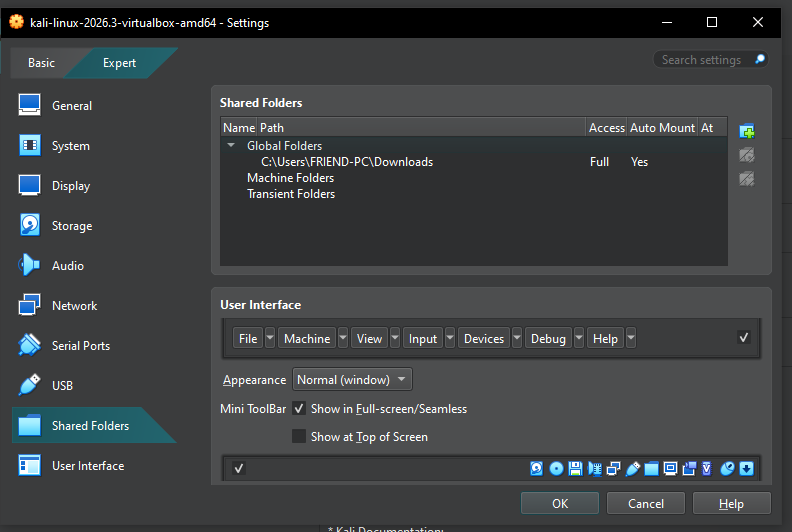 kali-linux-2026.3-virtualbox-amd64 - Settings
Basic Expert
Search settings
General
System
Display
Storage
Audio
Network
Serial Ports
USB
Shared Folders
User Interface
Shared Folders
Name Path Access Auto Mount At
Global Folders
C:\Users\FRIEND-PC\Downloads Full Yes
Machine Folders
Transient Folders
User Interface
File Machine View Input Devices Debug Help
Appearance Normal (window)
Mini ToolBar Show in Full-screen/Seamless
Show at Top of Screen
OK Cancel Help
* Kali Documentation: